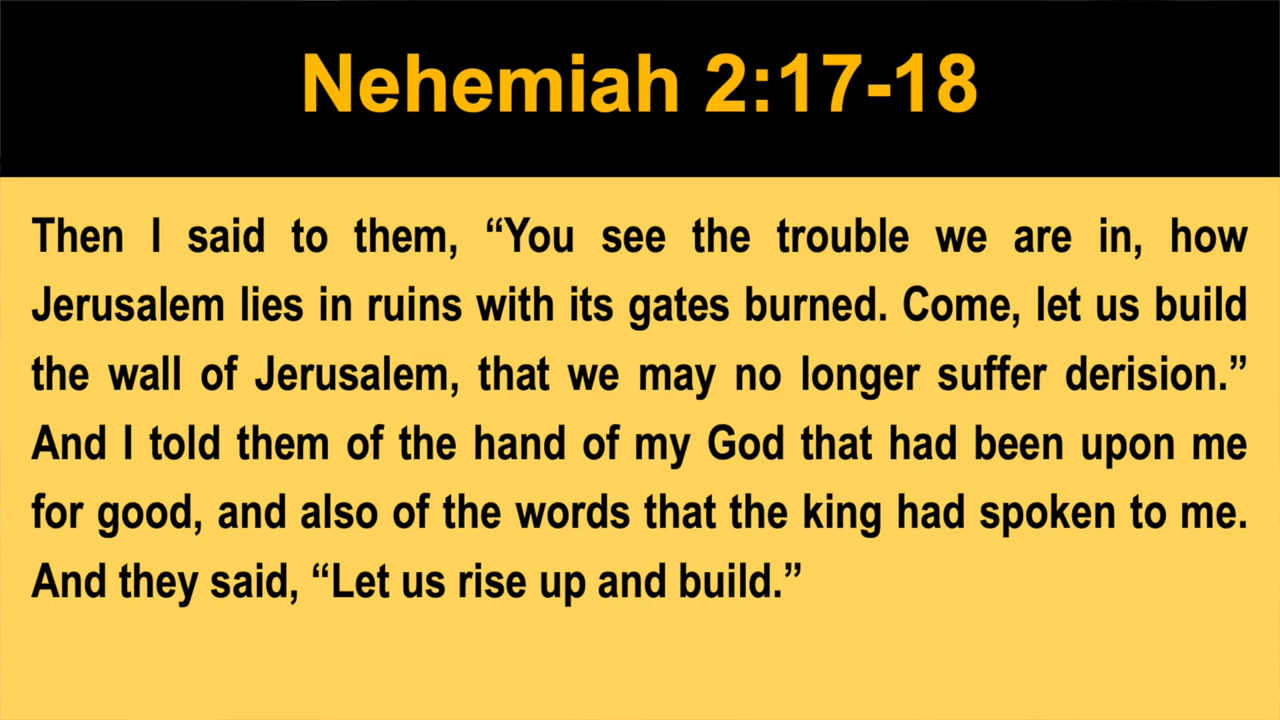 Nehemiah 2:17-18
Then I said to them, “You see the trouble we are in, how
Jerusalem lies in ruins with its gates burned. Come, let us build
the wall of Jerusalem, that we may no longer suffer derision.”
And I told them of the hand of my God that had been upon me
for good, and also of the words that the king had spoken to me.
And they said, “Let us rise up and build.”